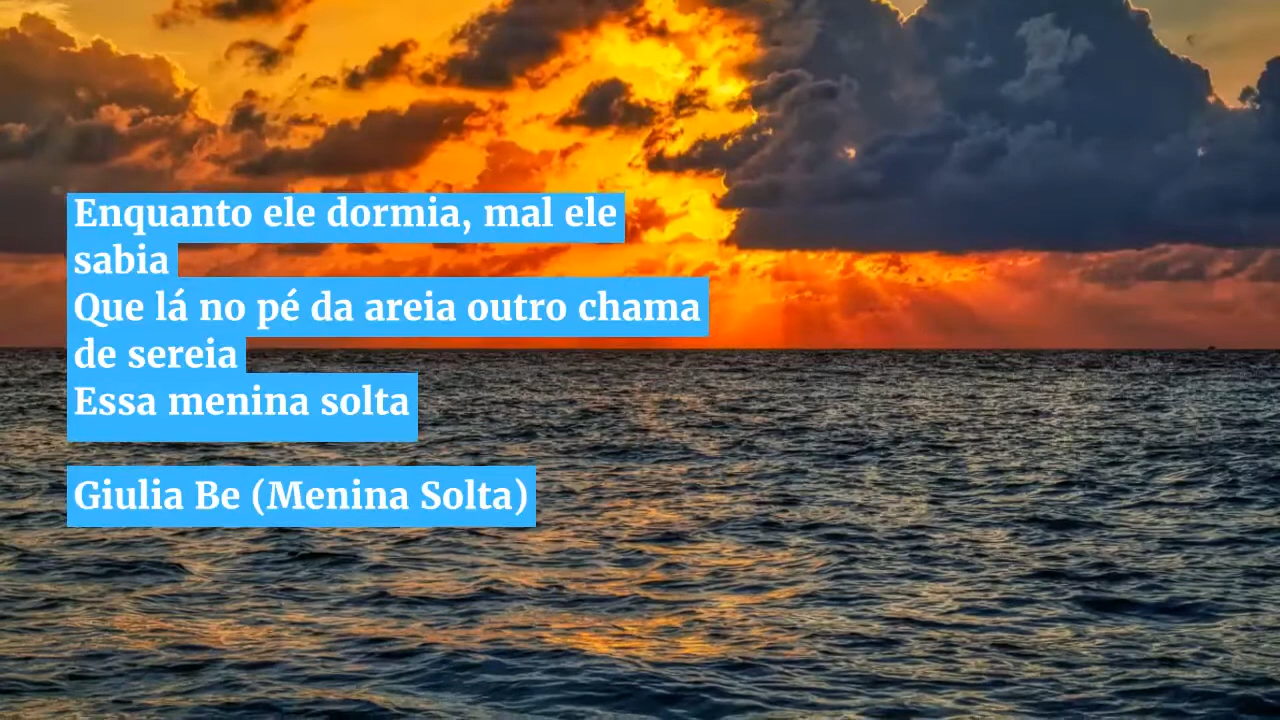 Enquanto ele dormia, mal ele
sabia
Que lá no pé da areia outro chama
de sereia
Essa menina solta
Giulia Be (Menina Solta)